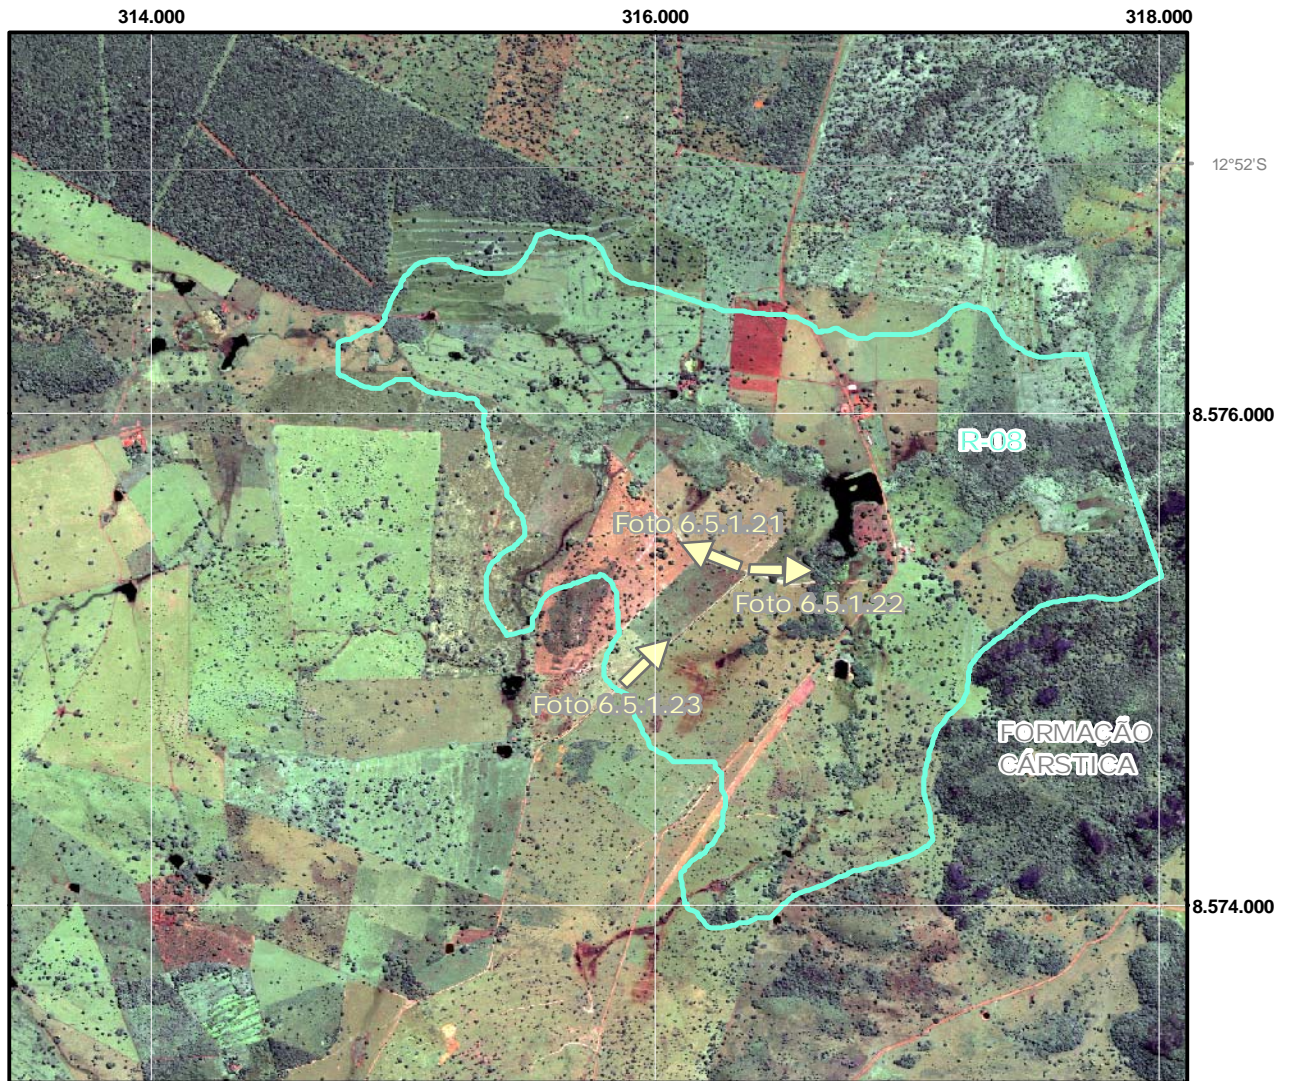 314.000
316.000
318.000
12°52'S
8.576.000
R-08
Foto 6.5.1.21
Foto 6.5.1.22
Foto 6.5.1.23
FORMAÇÃO
CÁRSTICA
8.574.000